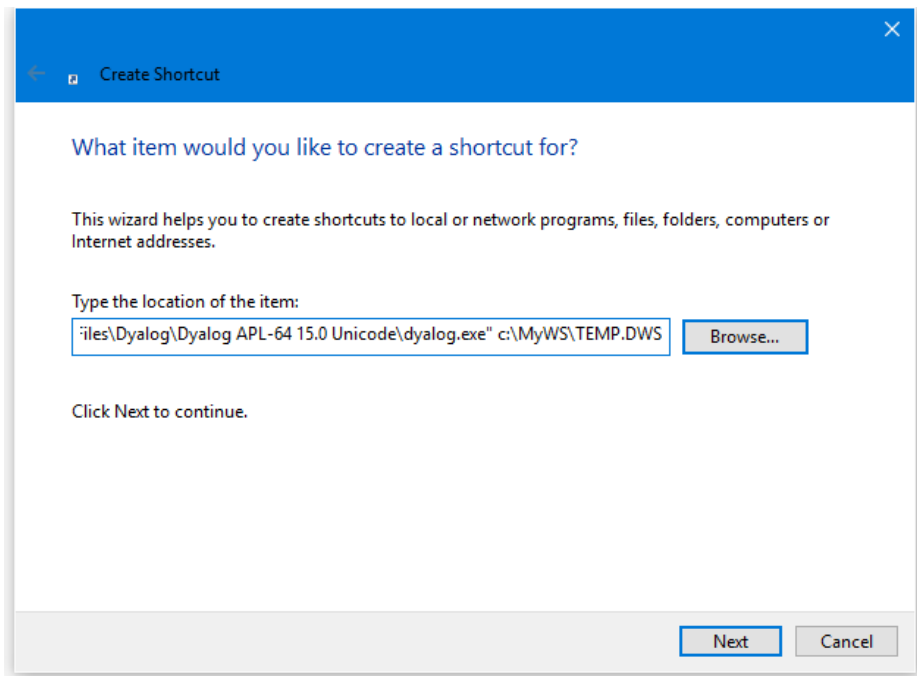 Create Shortcut
What item would you like to create a shortcut for?
This wizard helps you to create shortcuts to local or network programs, files, folders, computers or
Internet addresses.
Type the location of the item:
iles\Dyalog\Dyalog APL-64 15.0 Unicode\dyalog.exe" c:\MyWS\TEMP.DWS
Browse...
Click Next to continue.
Next
Cancel